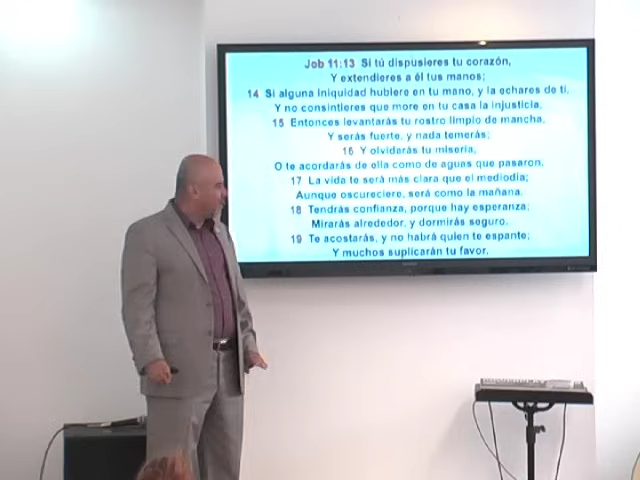 Job 11:13 Si tú dispusieres tu corazón,
Y extendieres a él tus manos;
14 Si alguna iniquidad hubiere en tu mano, y la echares de ti,
Y no consintieres que more en tu casa la injusticia,
15 Entonces levantarás tu rostro limpio de mancha,
Y serás fuerte, y nada temerás;
16 Y olvidarás tu miseria,
O te acordarás de ella como de aguas que pasaron.
17 La vida te será más clara que el mediodía;
Aunque oscureciere, será como la mañana.
18 Tendrás confianza, porque hay esperanza;
Mirarás alrededor, y dormirás seguro.
19 Te acostarás, y no habrá quien te espante;
Y muchos suplicarán tu favor.